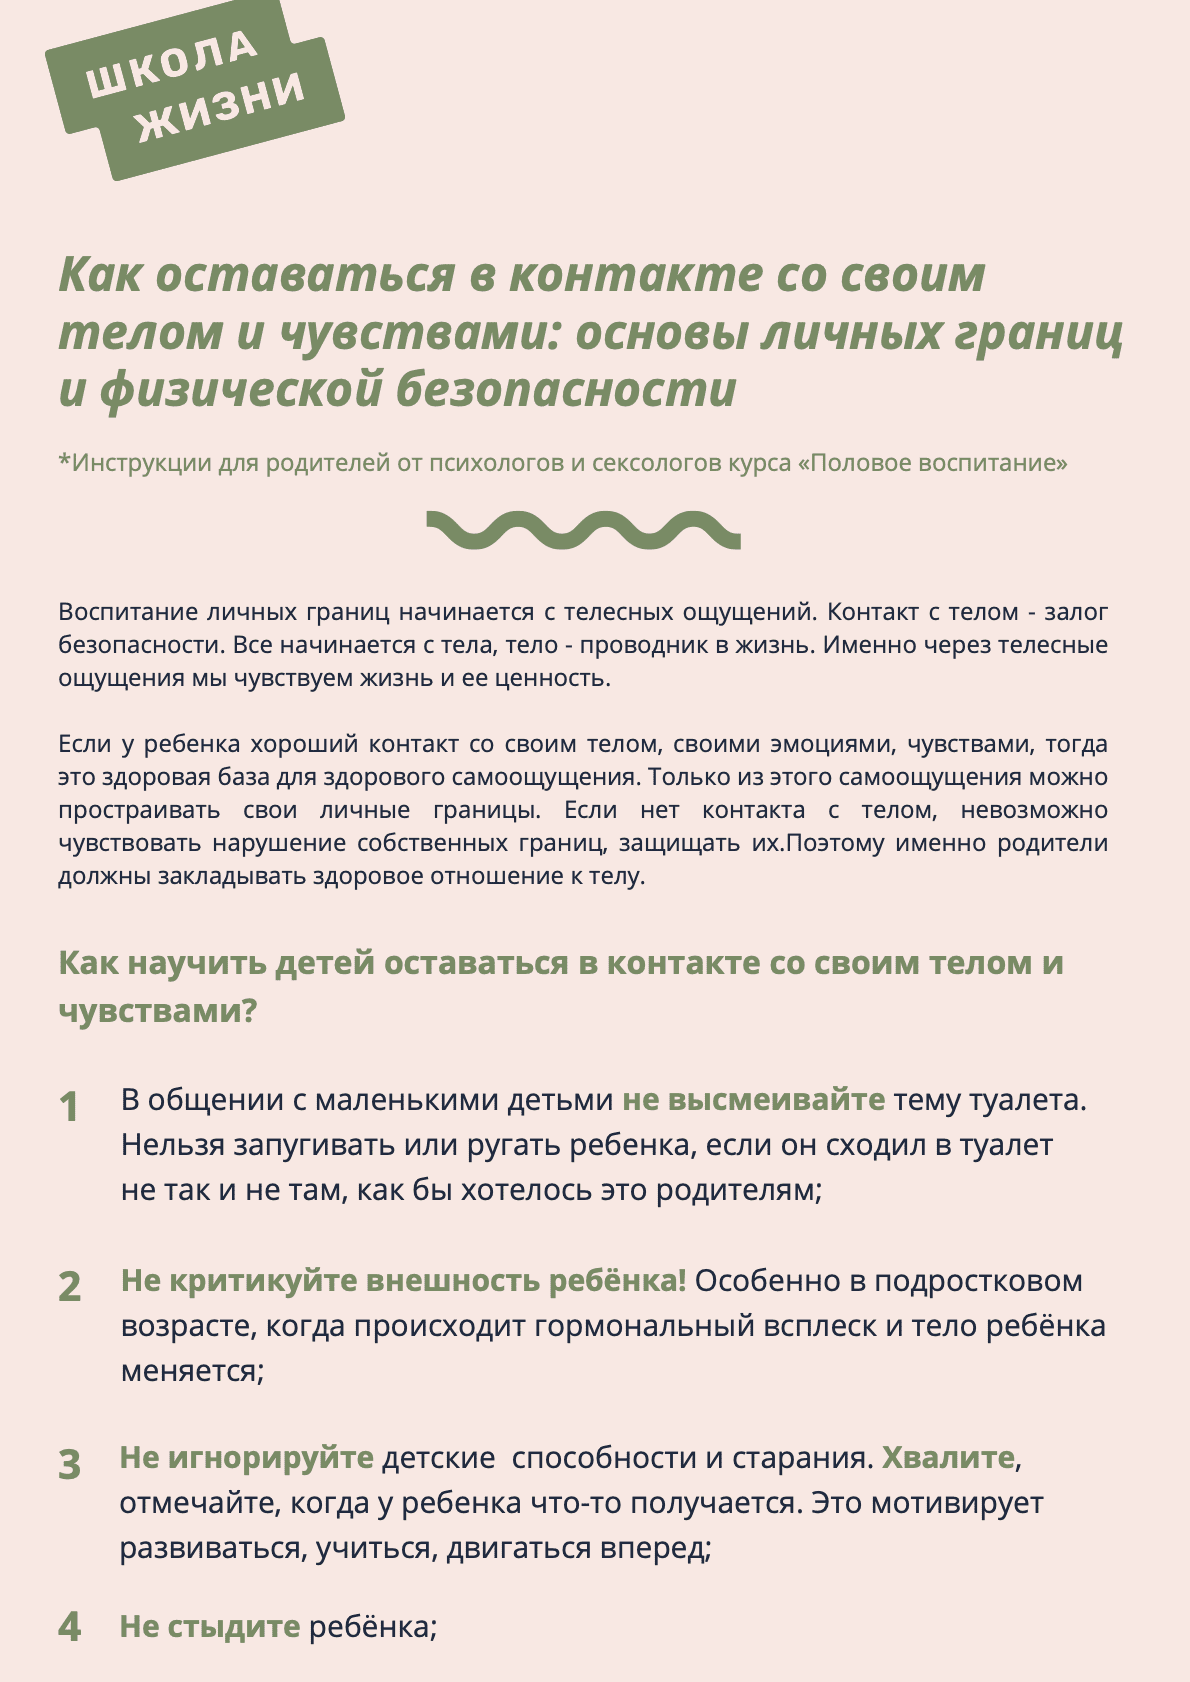 ШКОЛА
ЖИЗНИ
Как оставаться в контакте со своим
телом и чувствами: основы личных границ
и физической безопасности
*Инструкции для родителей от психологов и сексологов курса «Половое воспитание»
Воспитание личных границ начинается с телесных ощущений. Контакт с телом - залог
безопасности. Все начинается с тела, тело - проводник в жизнь. Именно через телесные
ощущения мы чувствуем жизнь и ее ценность.
Если у ребенка хороший контакт со своим телом, своими эмоциями, чувствами, тогда
это здоровая база для здорового самоощущения. Только из этого самоощущения можно
простраивать свои личные границы. Если нет контакта с телом, невозможно
чувствовать нарушение собственных границ, защищать их.Поэтому именно родители
должны закладывать здоровое отношение к телу.
Как научить детей оставаться в контакте со своим телом и
чувствами?
1 В общении с маленькими детьми не высмеивайте тему туалета.
Нельзя запугивать или ругать ребенка, если он сходил в туалет
не так и не там, как бы хотелось это родителям;
2 Не критикуйте внешность ребёнка! Особенно в подростковом
возрасте, когда происходит гормональный всплеск и тело ребёнка
меняется;
3 Не игнорируйте детские способности и старания. Хвалите,
отмечайте, когда у ребенка что-то получается. Это мотивирует
развиваться, учиться, двигаться вперед;
4 Не стыдите ребёнка;